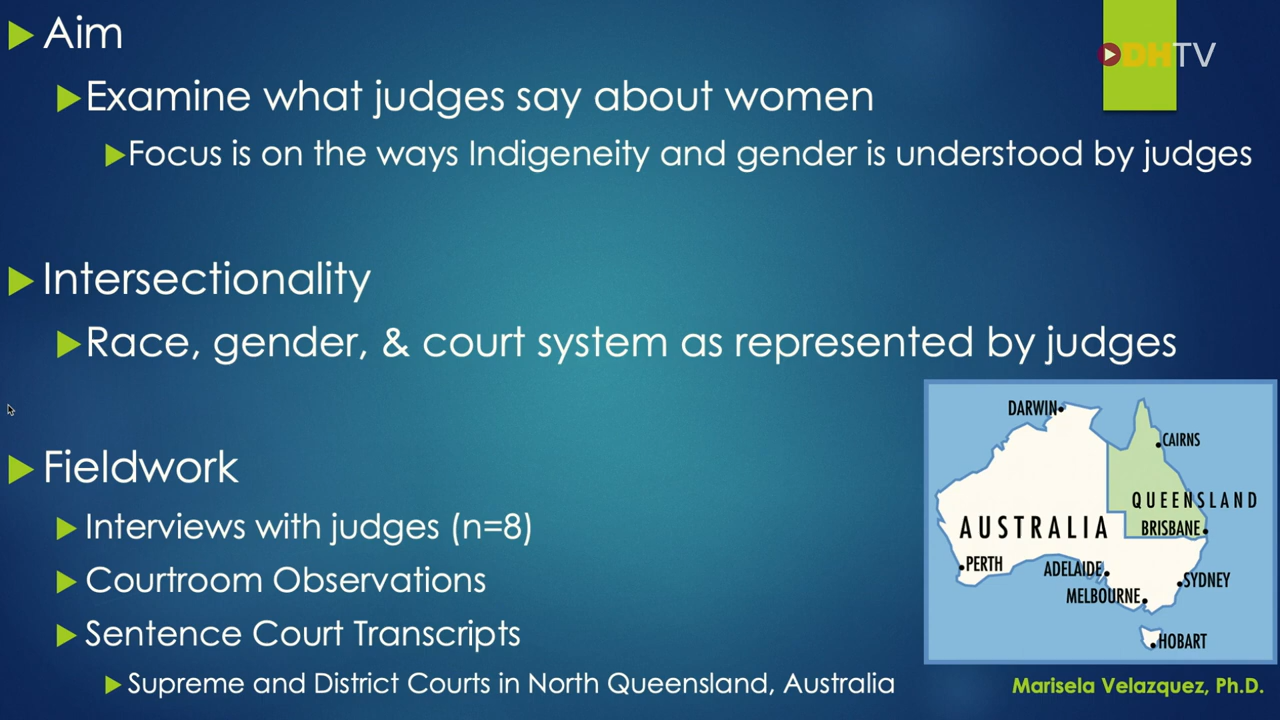 Aim
DHTV
Examine what judges say about women
Focus is on the ways Indigeneity and gender is understood by judges
Intersectionality
Race, gender, & court system as represented by judges
Fieldwork
Interviews with judges (n=8)
Courtroom Observations
Sentence Court Transcripts
Supreme and District Courts in North Queensland, Australia
DARWIN
CAIRNS
QUEENSLAND
AUSTRALIA
BRISBANE
PERTH
ADELAIDE
SYDNEY
MELBOURNE
HOBART
Marisela Velazquez, Ph.D.